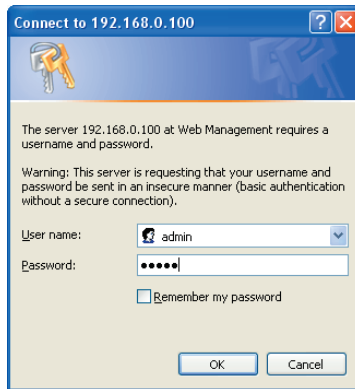 Connect to 192.168.0.100
The server 192.168.0.100 at Web Management requires a
username and password.
Warning: This server is requesting that your username and
password be sent in an insecure manner (basic authentication
without a secure connection).
User name:
admin
Password:
•••••
Remember my password
OK
Cancel